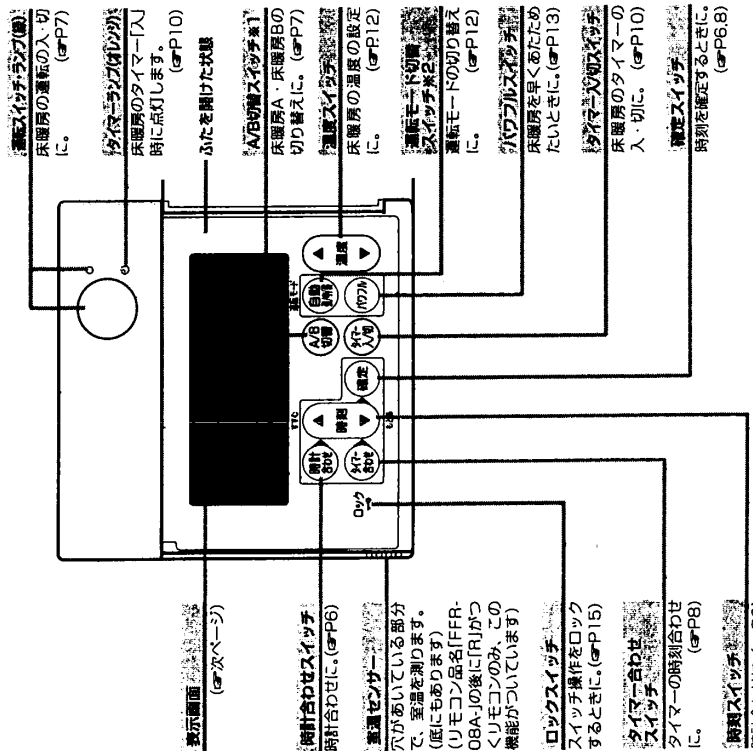 運転スイッチ・ランプ(緑)
床暖房の運転の入・切
に。
(☞P10)
タイマーランプ(オレンジ)
床暖房のタイマー「入」
時に点灯します。
(☞P10)
ふたを開けた状態
A/B切替スイッチ※1
床暖房A・床暖房Bの
切り替えに。(☞P7)
温度スイッチ
床暖房の温度の設定
に。
(☞P12)
運転モード切替
スイッチ※2
運転モードの切り替え
に。
(☞P12)
パワフルスイッチ
床暖房を早くあたため
たいときに。(☞P13)
タイマー入/切スイッチ
床暖房のタイマーの
入・切に。(☞P10)
確定スイッチ
時刻を確定するときに。
(☞P6,8)
運転モード
すすむ
時計
合わせ
時刻
タイマー
合わせ
もどる
確定
A/B
切替
タイマー
入/切
自動
パワフル
温度
ロック
表示画面
(☞次ページ)
時計合わせスイッチ
時計合わせに。(☞P6)
室温センサー
穴があいている部分
で、室温を測ります。
(底にもあります)
(リモコン品名「FFR-
08A-」の後に「R」がつ
くリモコンのみ、この
機能がついています)
ロックスイッチ
スイッチ操作をロック
するときに。(☞P15)
タイマー合わせ
スイッチ
タイマーの時刻合わせ
に。
(☞P8)
時刻スイッチ